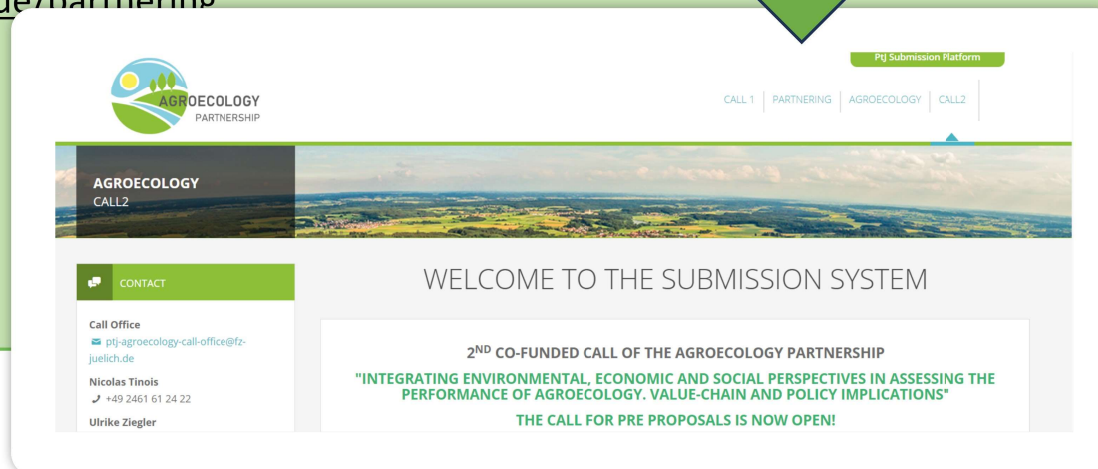 de/partnering
PtJ Submission Platform
AGROECOLOGY
PARTNERSHIP
CALL 1
PARTNERING
AGROECOLOGY
CALL2
AGROECOLOGY
CALL2
CONTACT
Call Office
ptj-agroecology-call-office@fz-
juelich.de
Nicolas Tinois
+49 2461 61 24 22
Ulrike Ziegler
WELCOME TO THE SUBMISSION SYSTEM
2ND CO-FUNDED CALL OF THE AGROECOLOGY PARTNERSHIP
"INTEGRATING ENVIRONMENTAL, ECONOMIC AND SOCIAL PERSPECTIVES IN ASSESSING THE
PERFORMANCE OF AGROECOLOGY. VALUE-CHAIN AND POLICY IMPLICATIONS"
THE CALL FOR PRE PROPOSALS IS NOW OPEN!